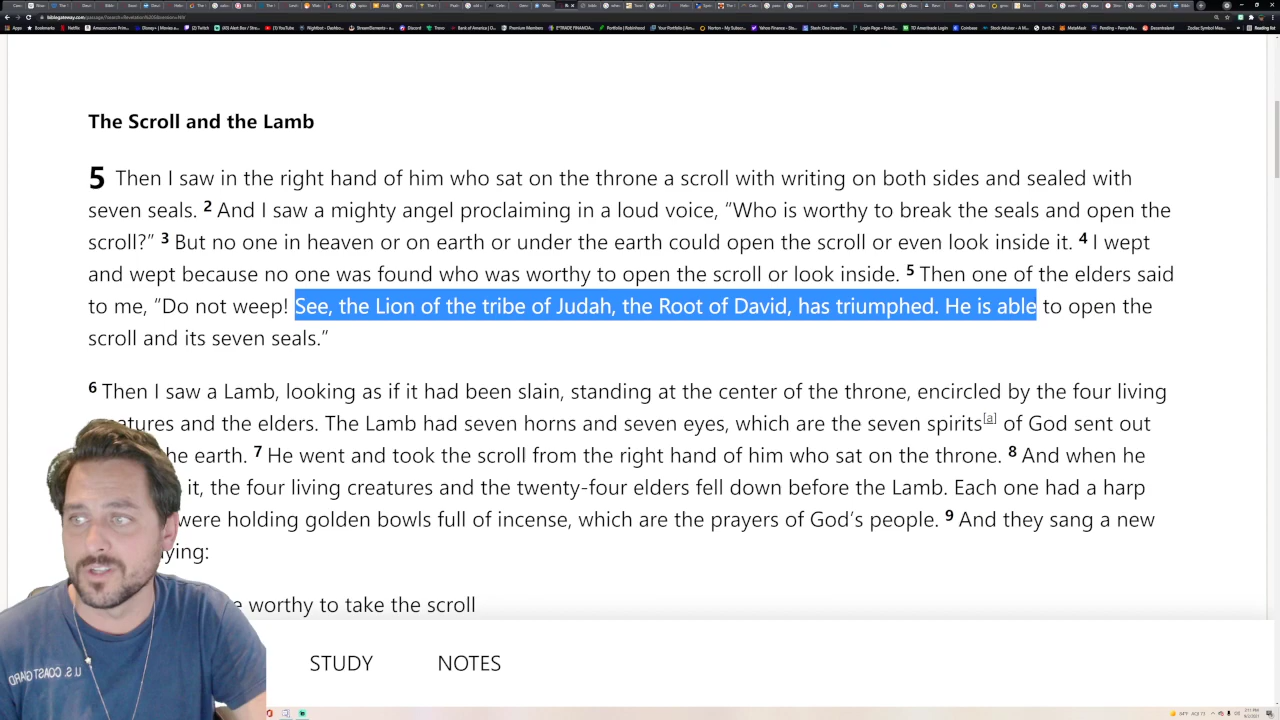 biblegateway.com/passage/?search=Revelation%205&version=NIV
The Scroll and the Lamb
5 Then I saw in the right hand of him who sat on the throne a scroll with writing on both sides and sealed with
seven seals. 2 And I saw a mighty angel proclaiming in a loud voice, “Who is worthy to break the seals and open the
scroll?” 3 But no one in heaven or on earth or under the earth could open the scroll or even look inside it. 4 I wept
and wept because no one was found who was worthy to open the scroll or look inside. 5 Then one of the elders said
to me, “Do not weep! See, the Lion of the tribe of Judah, the Root of David, has triumphed. He is able to open the
scroll and its seven seals.”
6 Then I saw a Lamb, looking as if it had been slain, standing at the center of the throne, encircled by the four living
atures and the elders. The Lamb had seven horns and seven eyes, which are the seven spirits[a] of God sent out
he earth. 7 He went and took the scroll from the right hand of him who sat on the throne. 8 And when he
it, the four living creatures and the twenty-four elders fell down before the Lamb. Each one had a harp
were holding golden bowls full of incense, which are the prayers of God’s people. 9 And they sang a new
ying:
e worthy to take the scroll
STUDY NOTES
U.S. COAST GUARD